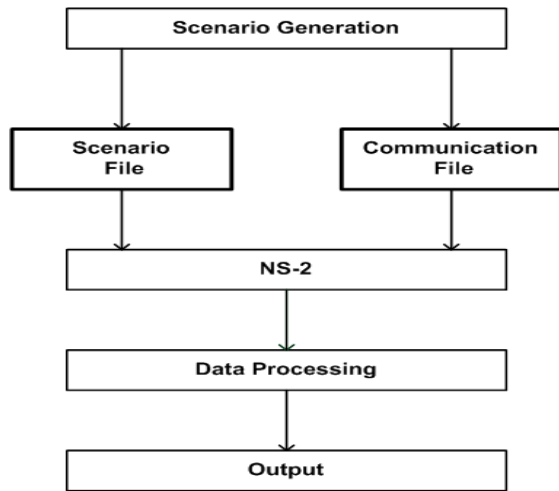 Scenario Generation
Scenario
File
Communication
File
NS-2
Data Processing
Output